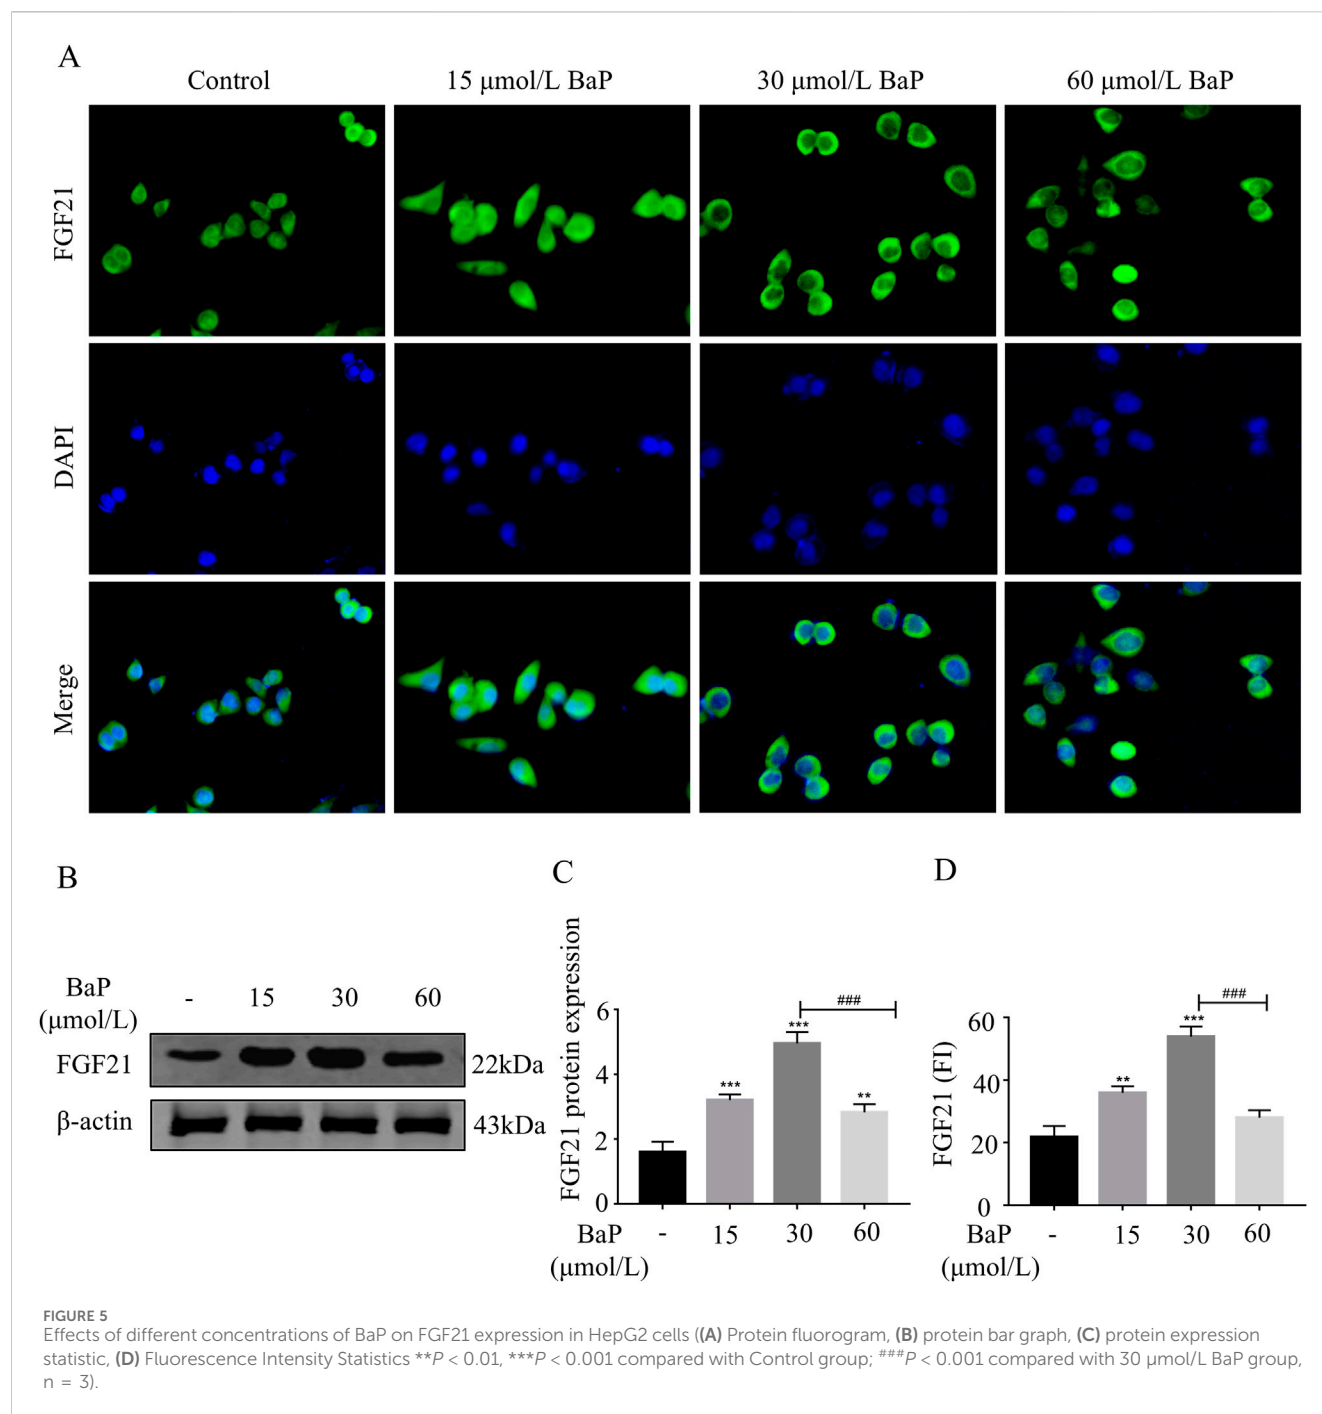 A
Control
15 μmol/L BaP
30 μmol/L BaP
60 μmol/L BaP
FGF21
DAPI
Merge
B
BaP
(μmol/L)
-
15
30
60
FGF21
22kDa
β-actin
43kDa
C
FGF21 protein expression
6
4
2
0
***
***
**
###
BaP
(μmol/L)
-
15
30
60
D
FGF21 (FI)
60
40
20
0
**
***
###
BaP
(μmol/L)
-
15
30
60
FIGURE 5
Effects of different concentrations of BaP on FGF21 expression in HepG2 cells ((A) Protein fluorogram, (B) protein bar graph, (C) protein expression
statistic, (D) Fluorescence Intensity Statistics **P < 0.01, ***P < 0.001 compared with Control group; ###P < 0.001 compared with 30 μmol/L BaP group,
n = 3).